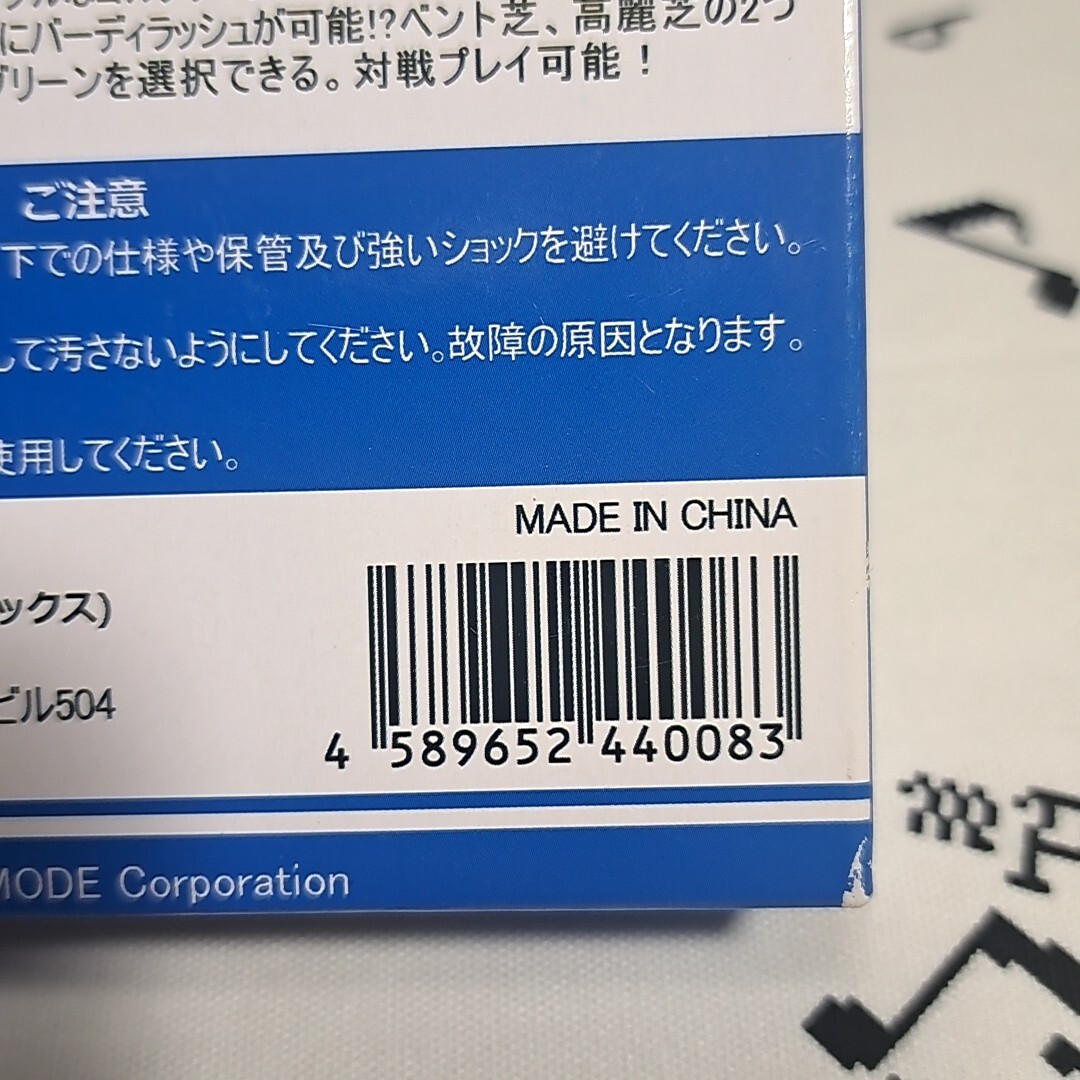 にバーディラッシュが可能!?ベント芝、高麗芝の2つ
グリーンを選択できる。対戦プレイ可能！
ご注意
下での仕様や保管及び強いショックを避けてください。
して汚さないようにしてください。故障の原因となります。
使用してください。
MADE IN CHINA
ックス)
ビル504
4 589652 440083
MODE Corporation